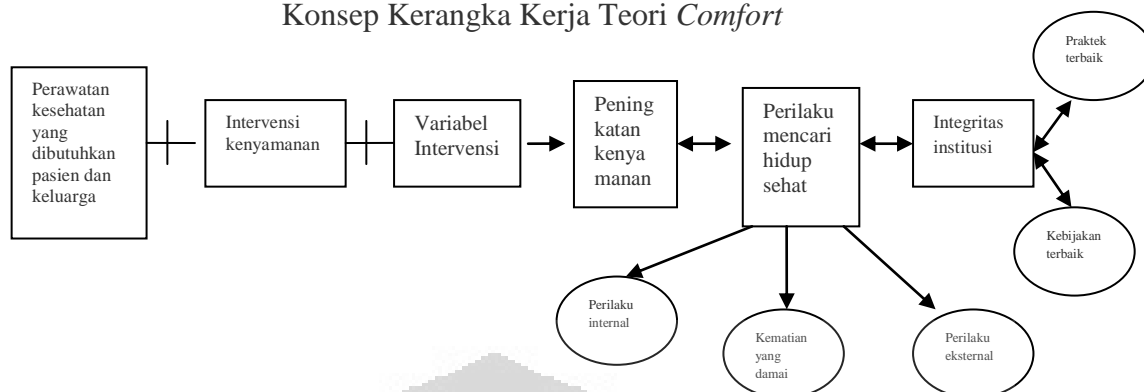 Konsep Kerangka Kerja Teori Comfort
Perawatan
kesehatan
yang
dibutuhkan
pasien dan
keluarga
Intervensi
kenyamanan
Variabel
Intervensi
Pening
katan
kenya
manan
Perilaku
mencari
hidup
sehat
Integritas
institusi
Praktek
terbaik
Kebijakan
terbaik
Perilaku
internal
Kematian
yang
damai
Perilaku
eksternal